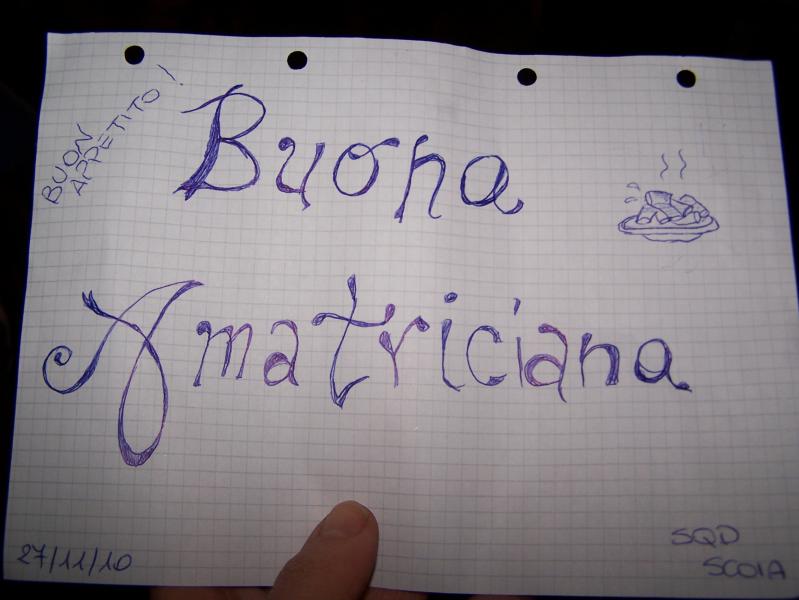 BUON
APPETITO!
Buona
Amatriciana
27/11/10
SQD
SCOIA